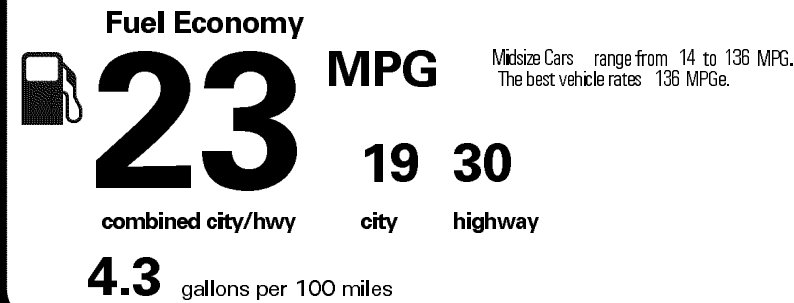 Fuel Economy
23 MPG
Midsize Cars range from 14 to 136 MPG.
The best vehicle rates 136 MPGe.
19 30
combined city/hwy city highway
4.3 gallons per 100 miles